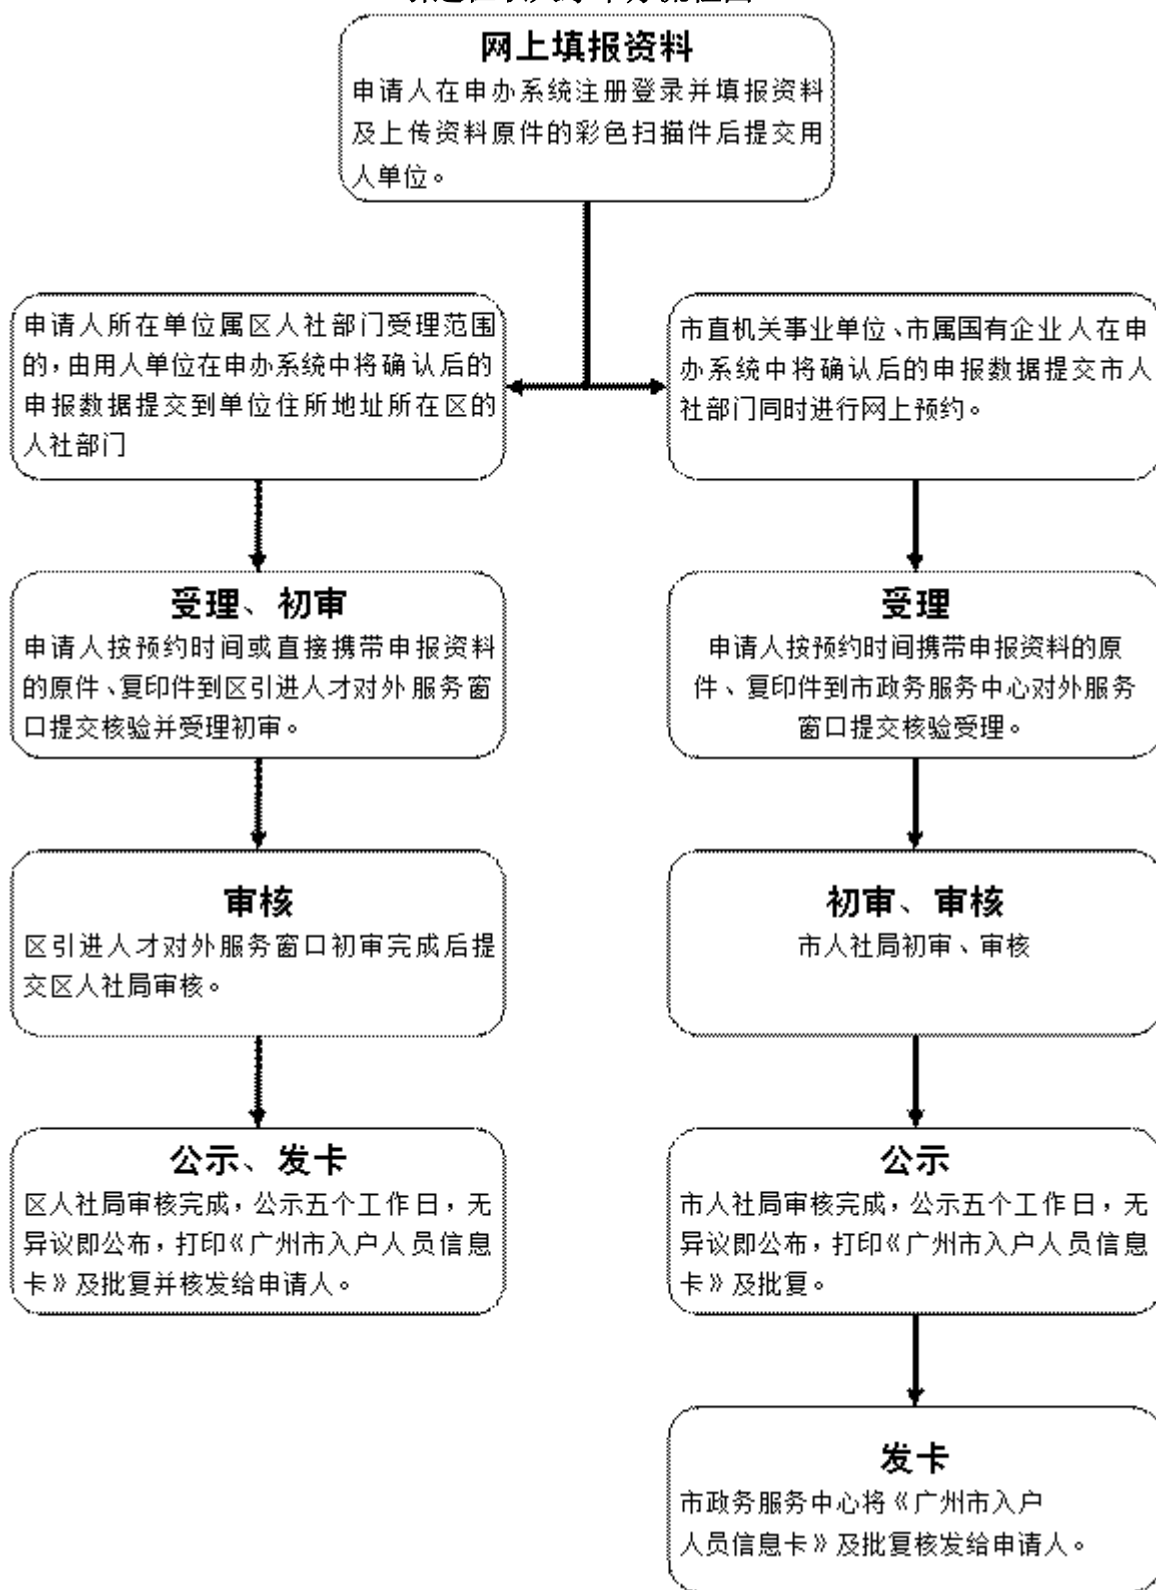 网上填报资料
申请人在申办系统注册登录并填报资料
及上传资料原件的彩色扫描件后提交用
人单位。
申请人所在单位属区人社部门受理范围
的，由用人单位在申办系统中将确认后的
申报数据提交到单位住所地址所在区的
人社部门
市直机关事业单位、市属国有企业人在申
办系统中将确认后的申报数据提交市人
社部门同时进行网上预约。
受理、初审
申请人按预约时间或直接携带申报资料
的原件、复印件到区引进人才对外服务窗
口提交核验并受理初审。
受理
申请人按预约时间携带申报资料的原
件、复印件到市政务服务中心对外服务
窗口提交核验受理。
审核
区引进人才对外服务窗口初审完成后提
交区人社局审核。
初审、审核
市人社局初审、审核
公示、发卡
区人社局审核完成，公示五个工作日，无
异议即公布，打印《广州市入户人员信息
卡》及批复并核发给申请人。
公示
市人社局审核完成，公示五个工作日，无
异议即公布，打印《广州市入户人员信息
卡》及批复。
发卡
市政务服务中心将《广州市入户
人员信息卡》及批复核发给申请人。